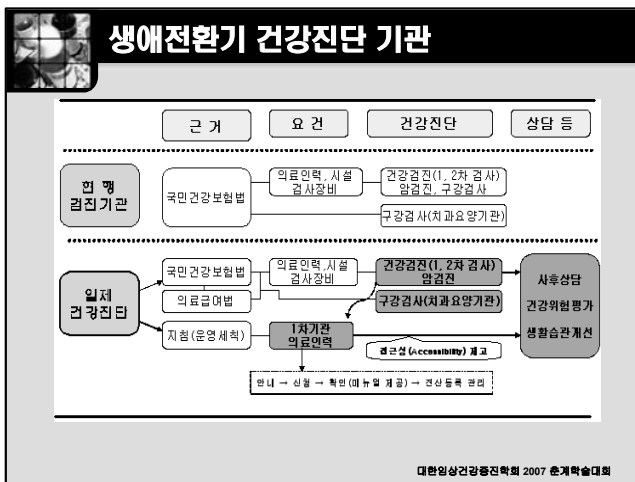 생애전환기 건강진단 기관
근 거
요 건
건강진단
상담 등
현 행
검진기관
국민건강보험법
의료인력, 시설
검사장비
건강검진(1, 2차 검사)
암검진, 구강검사
구강검사(치과요양기관)
일제
건강진단
국민건강보험법
의료급여법
지침(운영세칙)
의료인력,시설
검사장비
건강검진(1, 2차 검사)
암검진
구강검사(치과요양기관)
1차기관
의료인력
사후상담
건강위험평가
생활습관개선
접근성 (Accessibility) 제고
안내 → 신청 → 확인(매뉴얼 제공) → 전산등록 관리
대한임상건강증진학회 2007 춘계학술대회